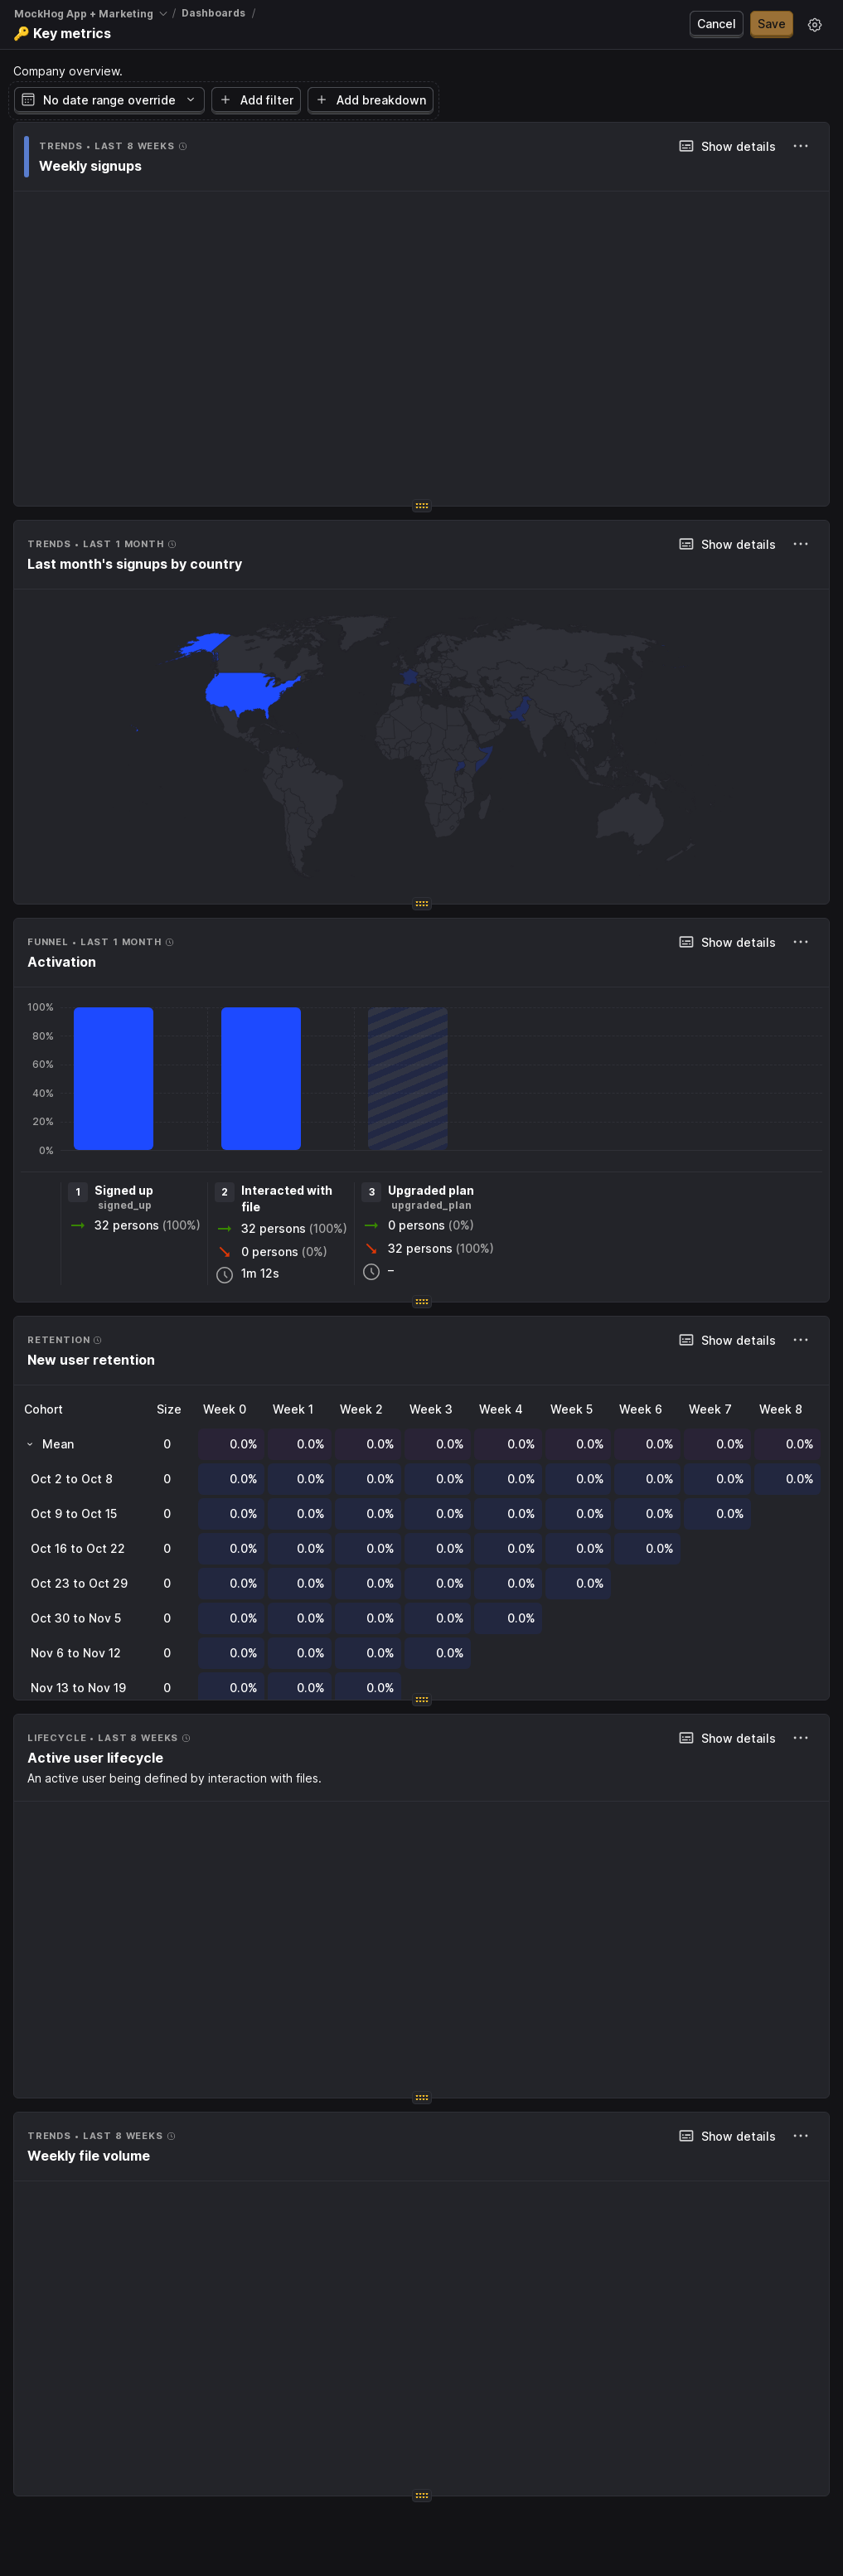 MockHog App + Marketing / Dashboards /
🔑 Key metrics
Cancel
Save
Company overview.
No date range override
Add filter
Add breakdown
TRENDS • LAST 8 WEEKS
Show details
Weekly signups
TRENDS • LAST 1 MONTH
Show details
Last month's signups by country
FUNNEL • LAST 1 MONTH
Show details
Activation
100%
80%
60%
40%
20%
0%
1 Signed up
signed_up
32 persons (100%)
2 Interacted with
file
32 persons (100%)
0 persons (0%)
1m 12s
3 Upgraded plan
upgraded_plan
0 persons (0%)
32 persons (100%)
–
RETENTION
Show details
New user retention
Cohort Size Week 0 Week 1 Week 2 Week 3 Week 4 Week 5 Week 6 Week 7 Week 8
Mean 0 0.0% 0.0% 0.0% 0.0% 0.0% 0.0% 0.0% 0.0% 0.0%
Oct 2 to Oct 8 0 0.0% 0.0% 0.0% 0.0% 0.0% 0.0% 0.0% 0.0% 0.0%
Oct 9 to Oct 15 0 0.0% 0.0% 0.0% 0.0% 0.0% 0.0% 0.0% 0.0%
Oct 16 to Oct 22 0 0.0% 0.0% 0.0% 0.0% 0.0% 0.0% 0.0%
Oct 23 to Oct 29 0 0.0% 0.0% 0.0% 0.0% 0.0% 0.0%
Oct 30 to Nov 5 0 0.0% 0.0% 0.0% 0.0% 0.0%
Nov 6 to Nov 12 0 0.0% 0.0% 0.0% 0.0%
Nov 13 to Nov 19 0 0.0% 0.0% 0.0%
LIFECYCLE • LAST 8 WEEKS
Show details
Active user lifecycle
An active user being defined by interaction with files.
TRENDS • LAST 8 WEEKS
Show details
Weekly file volume